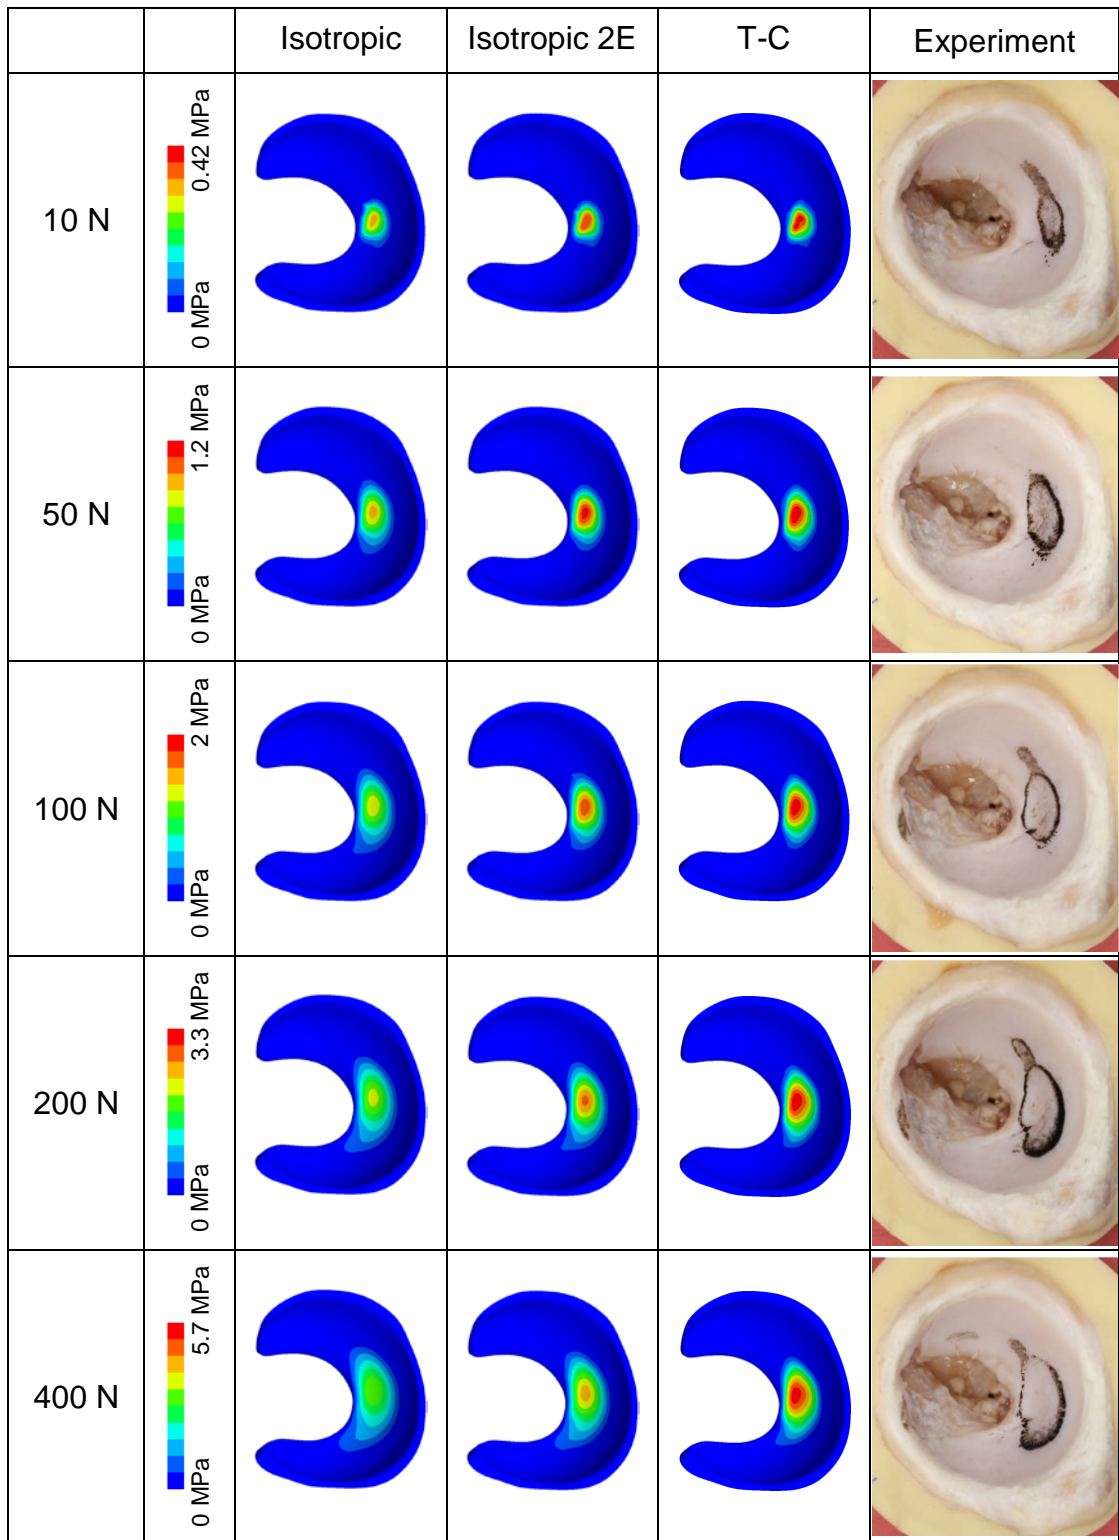 Isotropic
Isotropic 2E
T-C
Experiment
10 N
0.42 MPa
0 MPa
50 N
1.2 MPa
0 MPa
100 N
2 MPa
0 MPa
200 N
3.3 MPa
0 MPa
400 N
5.7 MPa
0 MPa